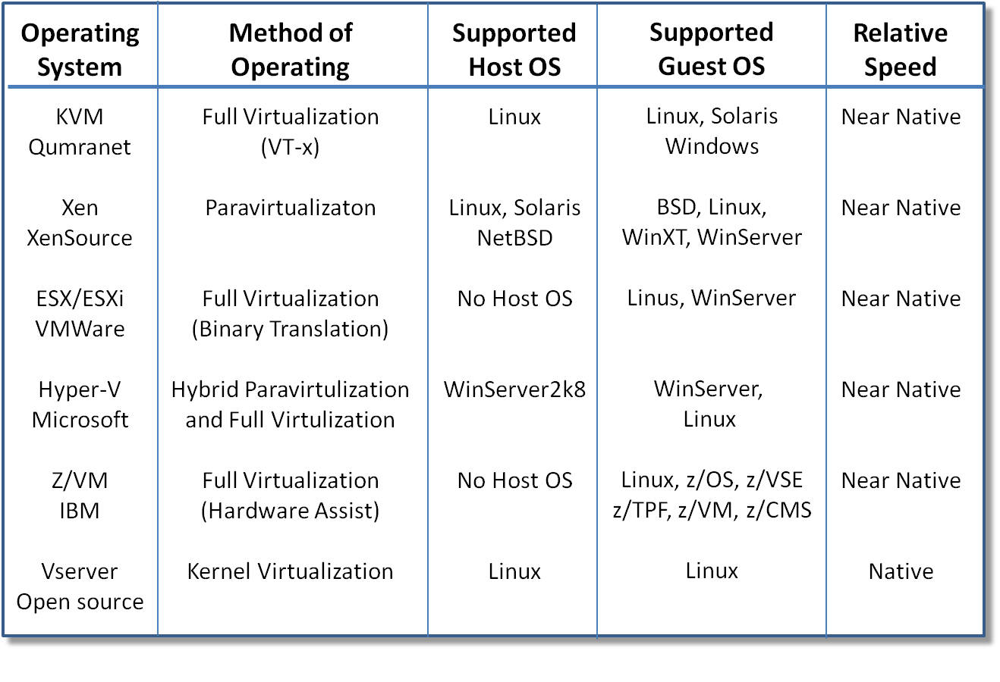 Operating System
Method of Operating
Supported Host OS
Supported Guest OS
Relative Speed
KVM
Qumranet
Full Virtualization
(VT-x)
Linux
Linux, Solaris
Windows
Near Native
Xen
XenSource
Paravirtualizaton
Linux, Solaris
NetBSD
BSD, Linux,
WinXT, WinServer
Near Native
ESX/ESXi
VMWare
Full Virtualization
(Binary Translation)
No Host OS
Linus, WinServer
Near Native
Hyper-V
Microsoft
Hybrid Paravirtulization
and Full Virtulization
WinServer2k8
WinServer,
Linux
Near Native
Z/VM
IBM
Full Virtualization
(Hardware Assist)
No Host OS
Linux, z/OS, z/VSE
z/TPF, z/VM, z/CMS
Near Native
Vserver
Open source
Kernel Virtualization
Linux
Linux
Native